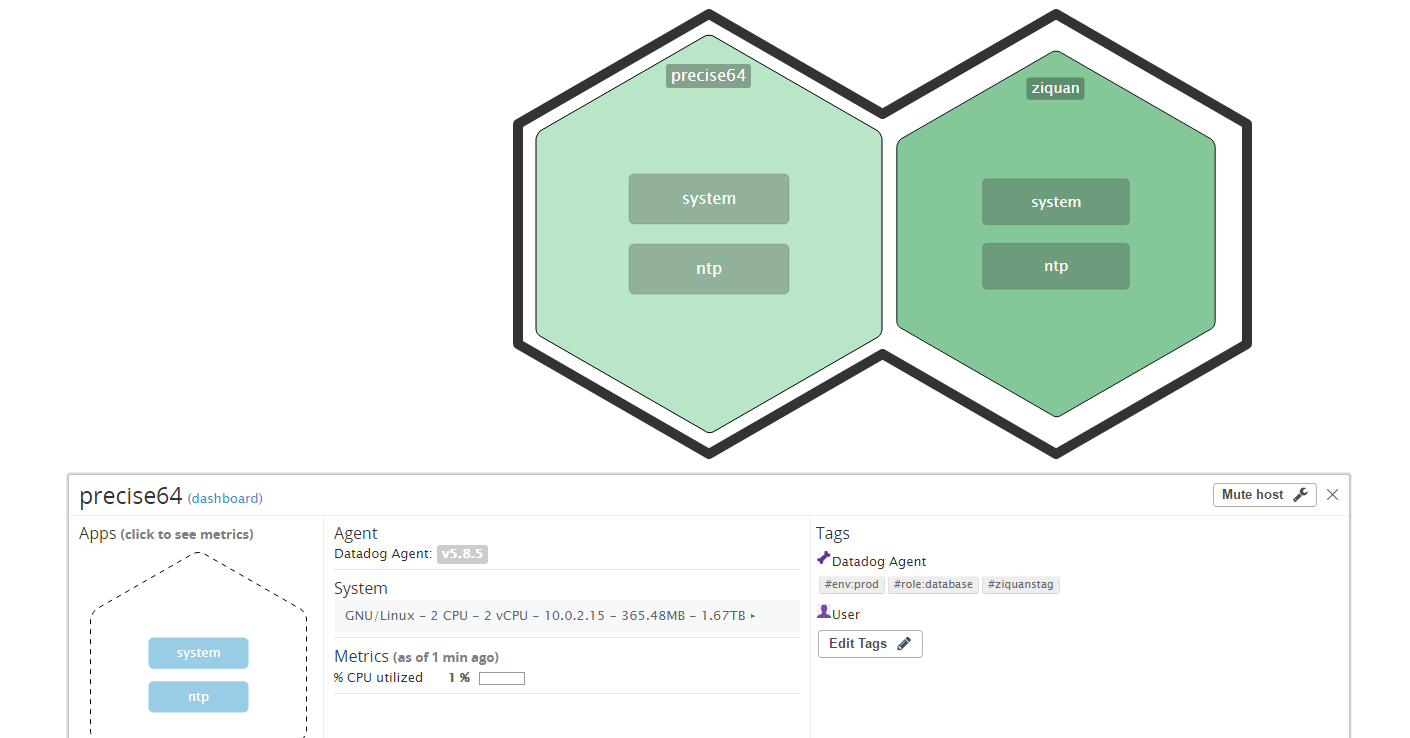 precise64
ziquan
system
system
ntp
ntp
precise64 (dashboard)
Mute host
Apps (click to see metrics)
system
ntp
Agent
Datadog Agent: v5.8.5
System
GNU/Linux – 2 CPU – 2 vCPU – 10.0.2.15 – 365.48MB – 1.67TB ▸
Metrics (as of 1 min ago)
% CPU utilized 1 %
Tags
Datadog Agent
#env:prod #role:database #ziquanstag
User
Edit Tags